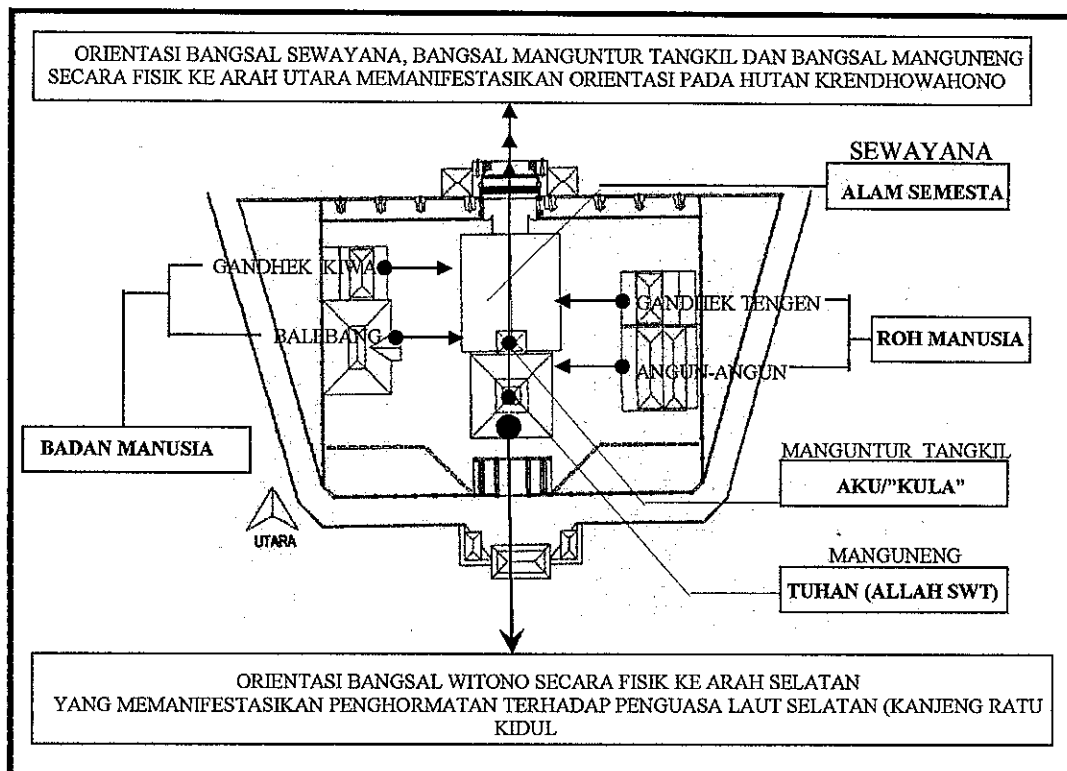 ORIENTASI BANGSAL SEWAYANA, BANGSAL MANGUNTUR TANGKIL DAN BANGSAL MANGUNENG
SECARA FISIK KE ARAH UTARA MEMANIFESTASIKAN ORIENTASI PADA HUTAN KRENDHOWAHONO
SEWAYANA
ALAM SEMESTA
GANDHEK KIWA
GANDHEK TENGEN
BALEBANG
ROH MANUSIA
ANGUN-ANGUN
BADAN MANUSIA
MANGUNTUR TANGKIL
AKU/"KULA"
UTARA
MANGUNENG
TUHAN (ALLAH SWT)
ORIENTASI BANGSAL WITONO SECARA FISIK KE ARAH SELATAN
YANG MEMANIFESTASIKAN PENGHORMATAN TERHADAP PENGUASA LAUT SELATAN (KANJENG RATU
KIDUL